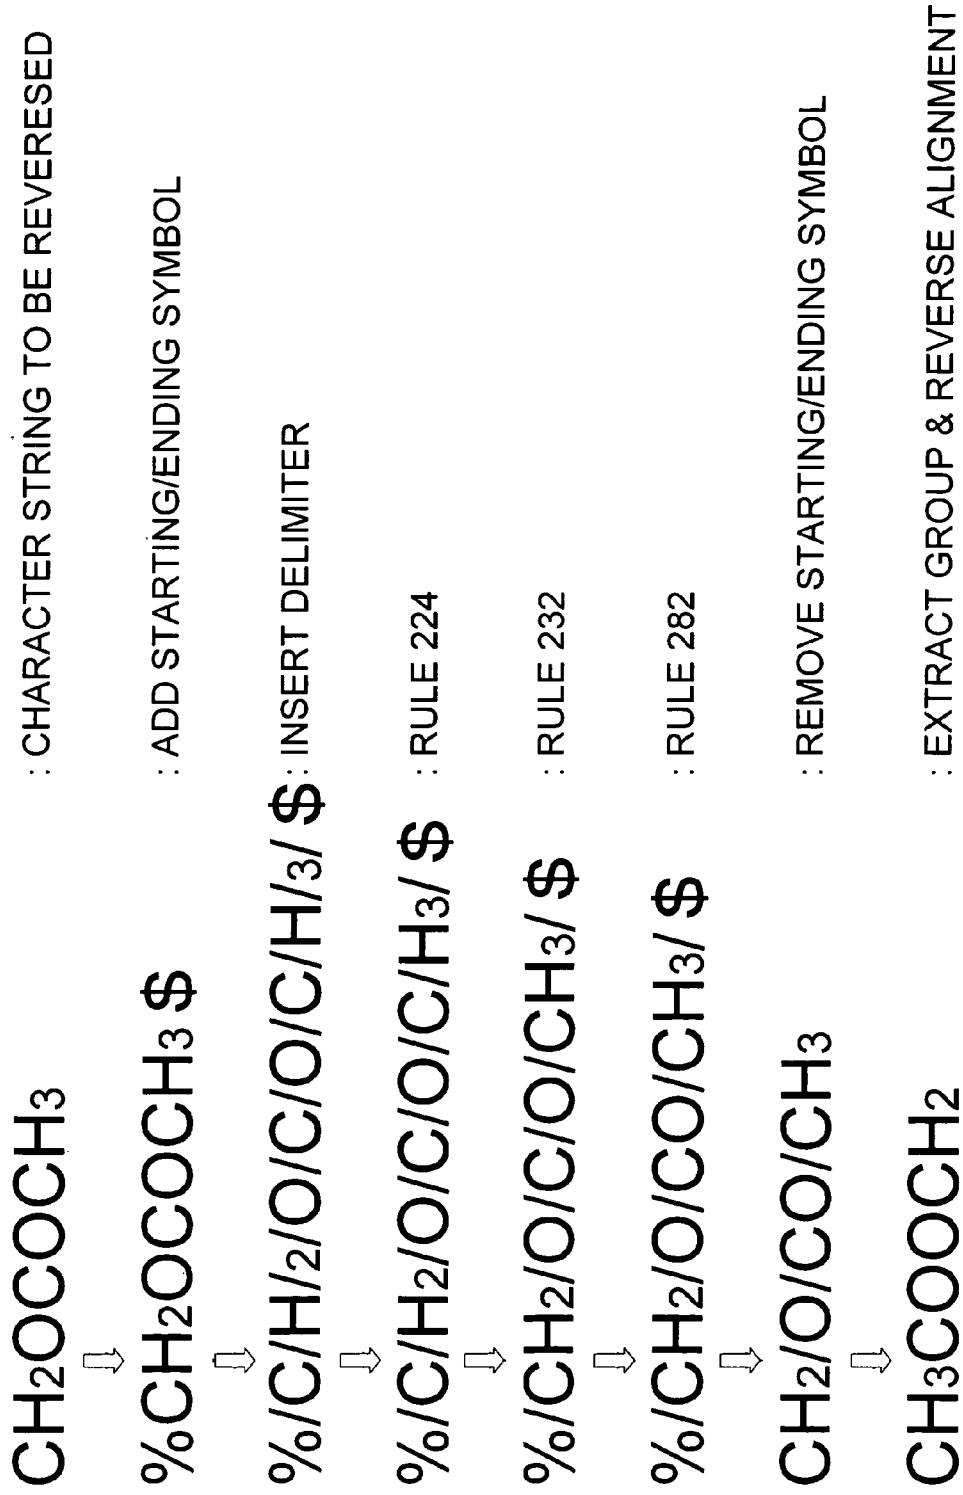 CH2OCOCH3 : CHARACTER STRING TO BE REVERESED
%CH2OCOCH3 $ : ADD STARTING/ENDING SYMBOL
%/C/H/2/O/C/O/C/H/3/ $ : INSERT DELIMITER
%/C/H2/O/C/O/C/H3/ $ : RULE 224
%/CH2/O/C/O/CH3/ $ : RULE 232
%/CH2/O/CO/CH3/ $ : RULE 282
CH2/O/CO/CH3 : REMOVE STARTING/ENDING SYMBOL
CH3COOCH2 : EXTRACT GROUP & REVERSE ALIGNMENT